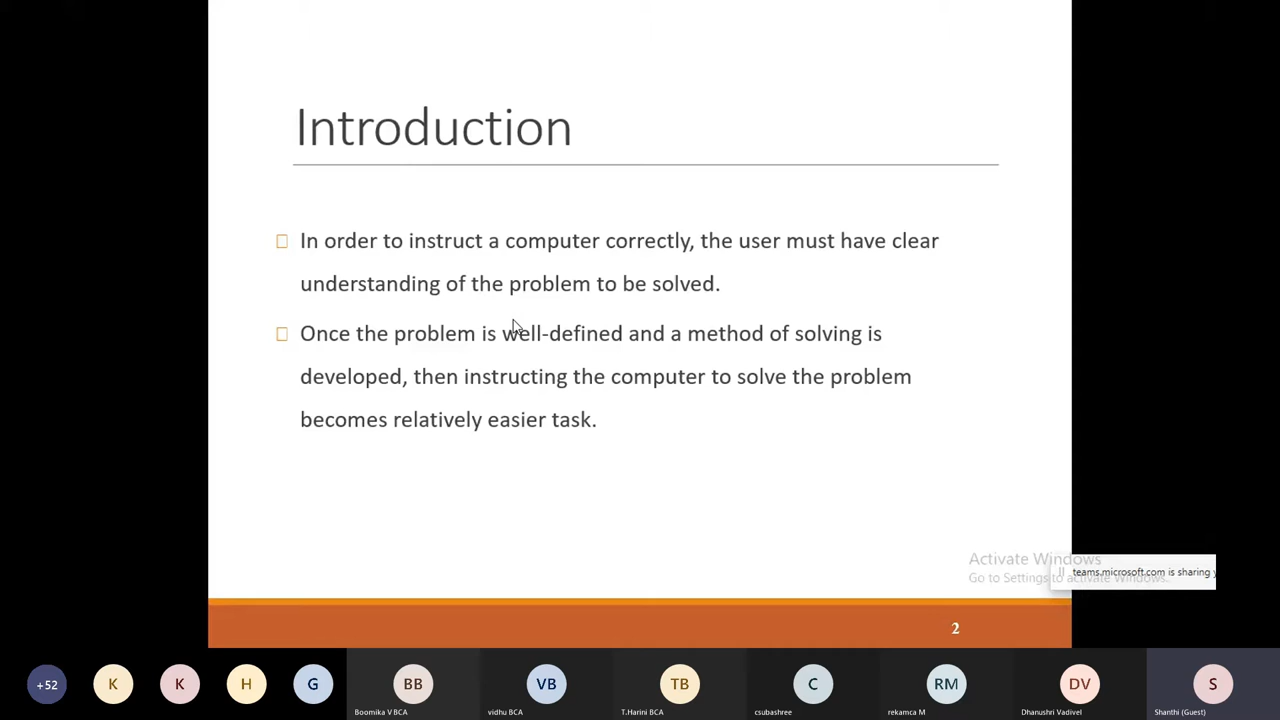 Introduction
In order to instruct a computer correctly, the user must have clear
understanding of the problem to be solved.
Once the problem is well-defined and a method of solving is
developed, then instructing the computer to solve the problem
becomes relatively easier task.
Activate Windows
Go to Settings to activate Windows.
teams.microsoft.com is sharing y
2
+52
K
K
H
G
BB
VB
TB
C
RM
DV
S
Boomika V BCA
vidhu BCA
T.Harini BCA
csubashree
rekamca M
Dhanushri Vadivel
Shanthi (Guest)